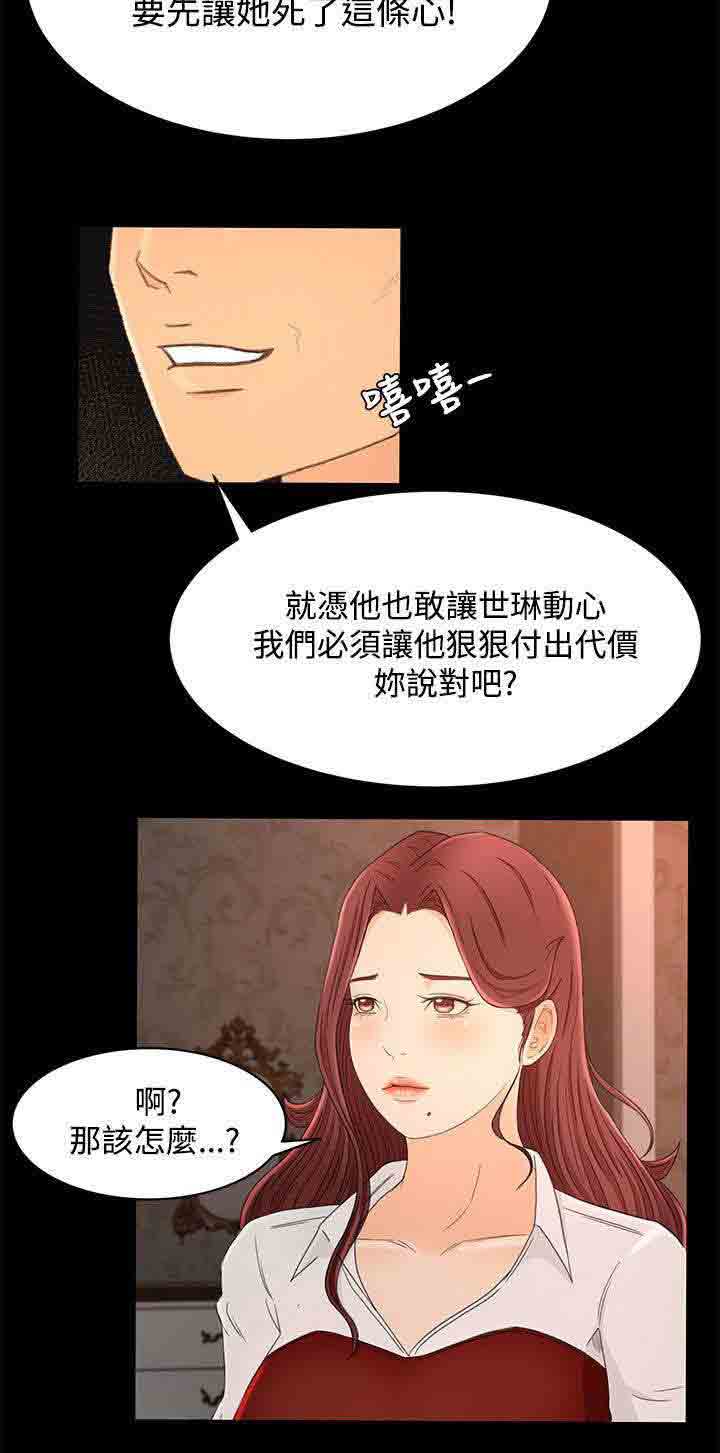 要先讓她死了這條心!
嘻嘻~
就憑他也敢讓世琳動心
我們必須讓他狠狠付出代價
妳說對吧?
啊?
那該怎麼...?